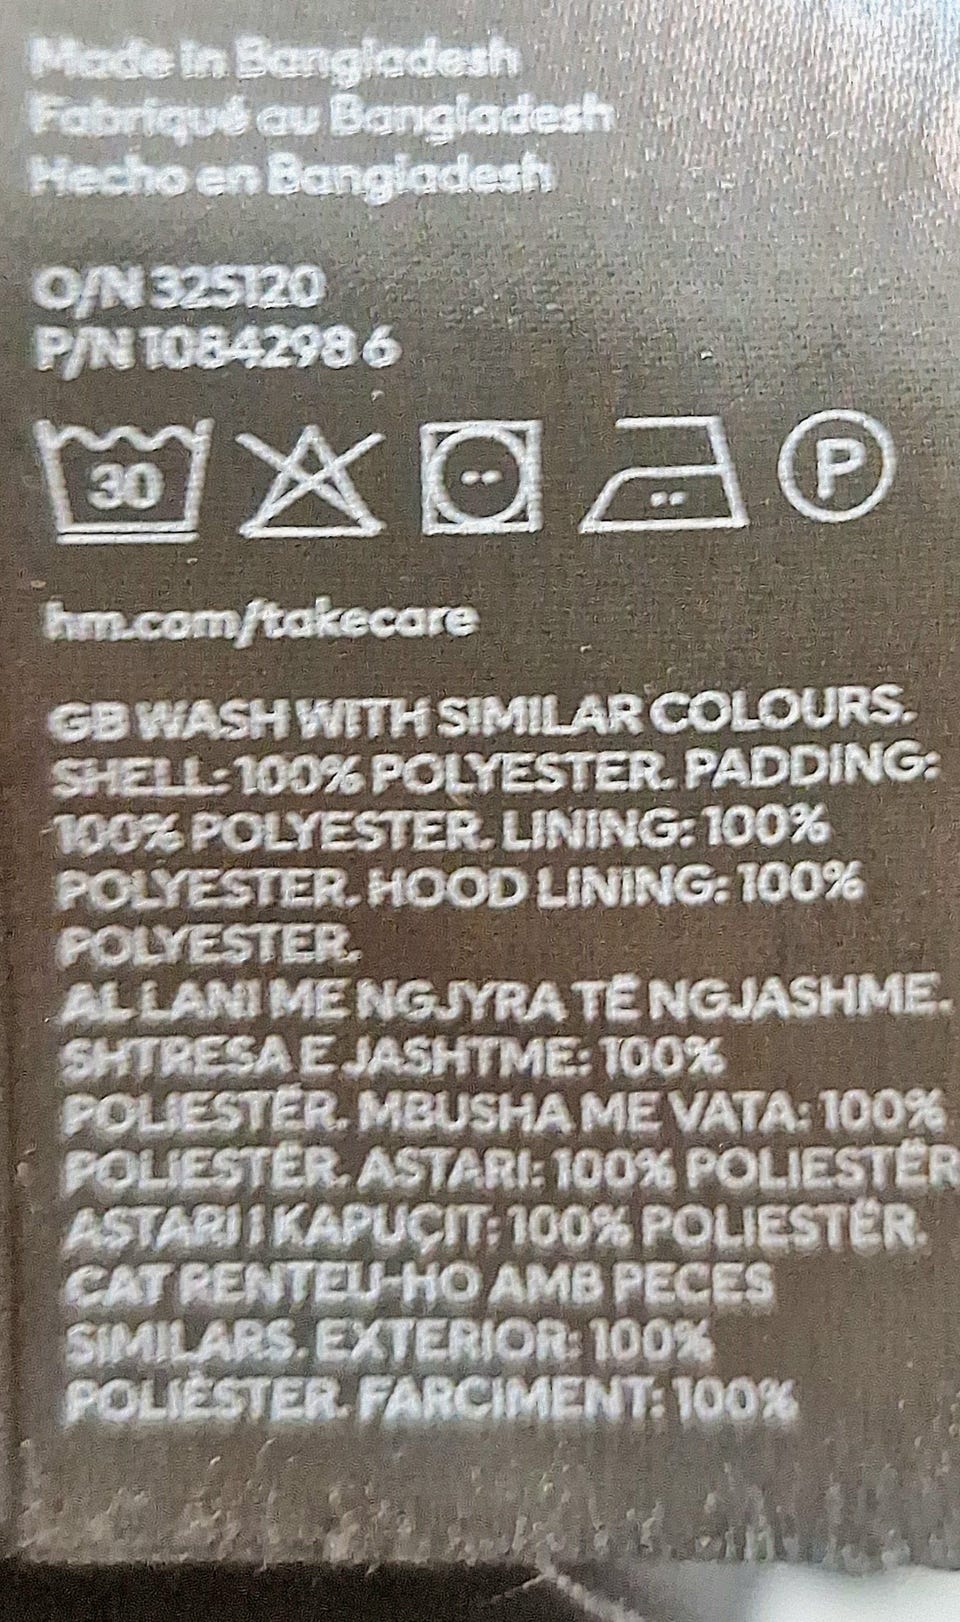 Made in Bangladesh
Fabriqué au Bangladesh
Hecho en Bangladesh
O/N 325120
P/N 1084298 6
30
P
hm.com/takecare
GB WASH WITH SIMILAR COLOURS.
SHELL: 100% POLYESTER. PADDING:
100% POLYESTER. LINING: 100%
POLYESTER. HOOD LINING: 100%
POLYESTER.
AL LANI ME NGJYRA TË NGJASHME.
SHTRESA E JASHTME: 100%
POLIESTËR. MBUSHA ME VATA: 100%
POLIESTËR. ASTARI: 100% POLIESTËR
ASTARI I KAPUÇIT: 100% POLIESTËR.
CAT RENTEU-HO AMB PECES
SIMILARS. EXTERIOR: 100%
POLIÈSTER. FARCIMENT: 100%